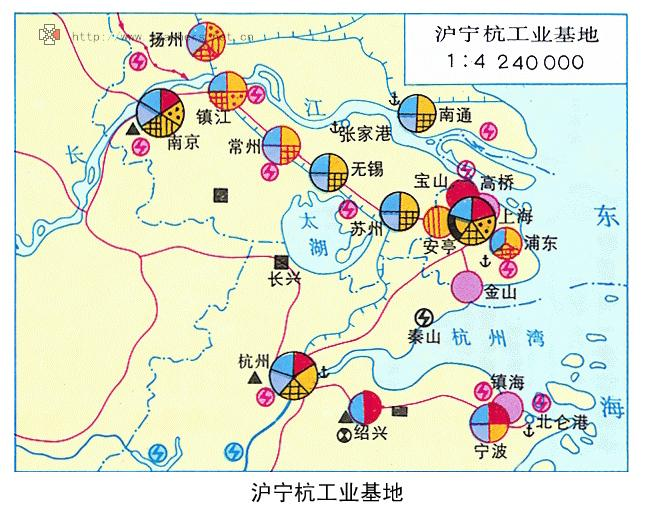 沪宁杭工业基地
1:4 240000
扬州
镇江
江
南京
长
常州
张家港
南通
无锡
宝山
高桥
太
湖
苏州
安亭
上海
浦东
东
长兴
金山
秦山
杭州湾
杭州
镇海
海
北仑港
绍兴
宁波
沪宁杭工业基地